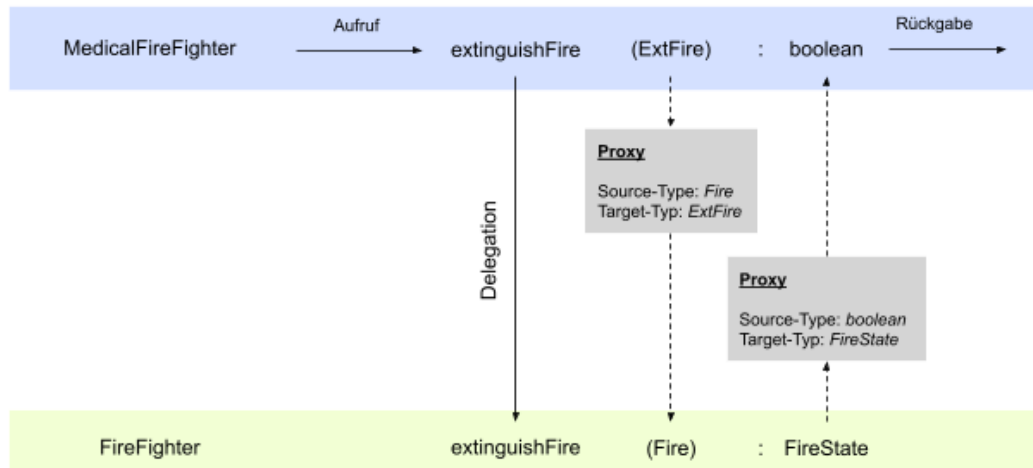 Aufruf
Rückgabe
MedicalFireFighter extinguishFire (ExtFire) : boolean
Proxy
Source-Type: Fire
Target-Typ: ExtFire
Delegation
Proxy
Source-Type: boolean
Target-Typ: FireState
FireFighter extinguishFire (Fire) : FireState